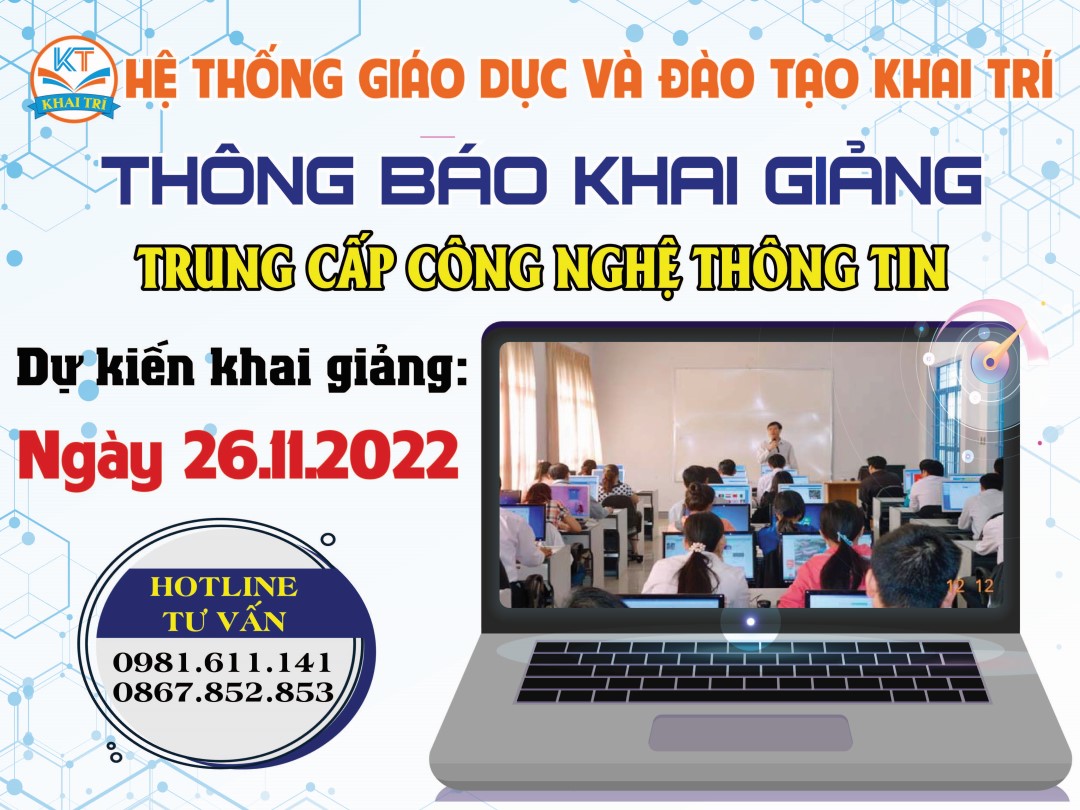 KT
KHAI TRÍ
HỆ THỐNG GIÁO DỤC VÀ ĐÀO TẠO KHAI TRÍ
THÔNG BÁO KHAI GIẢNG
TRUNG CẤP CÔNG NGHỆ THÔNG TIN
Dự kiến khai giảng:
Ngày 26.11.2022
HOTLINE
TƯ VẤN
0981.611.141
0867.852.853
12 12